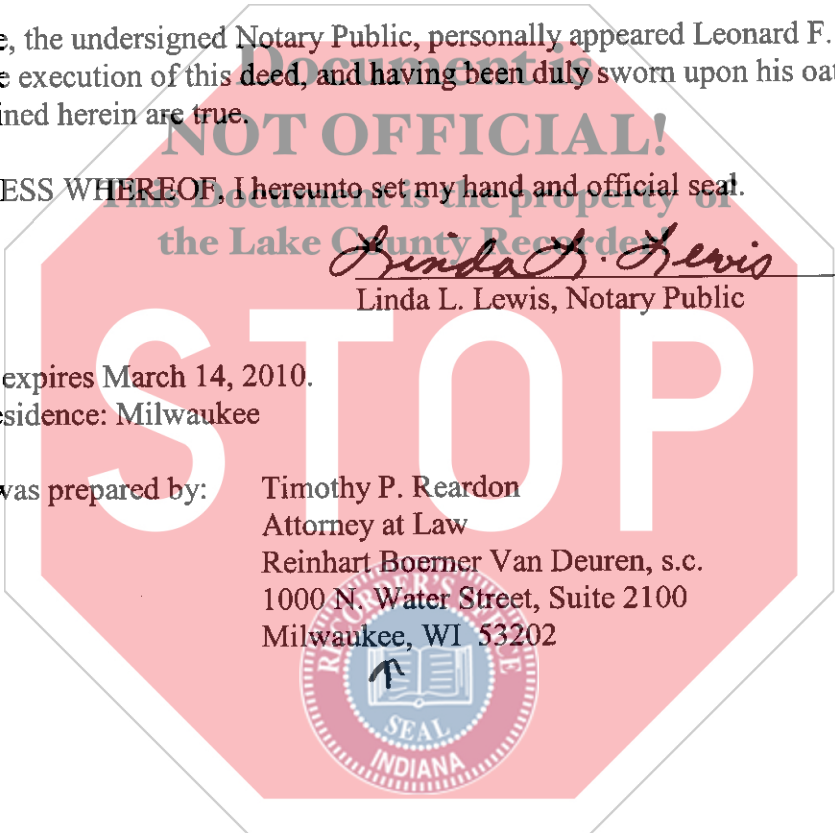 e, the undersigned Notary Public, personally appeared Leonard F.
Document is
e execution of this deed, and having been duly sworn upon his oat
ined herein are true.
NOT OFFICIAL!
ESS WHEREOF, I hereunto set my hand and official seal.
This Document is the property of
the Lake County Recorder!
Linda L. Lewis
Linda L. Lewis, Notary Public
STOP
expires March 14, 2010.
esidence: Milwaukee
was prepared by: Timothy P. Reardon
Attorney at Law
Reinhart Boerner Van Deuren, s.c.
1000 N. Water Street, Suite 2100
Milwaukee, WI 53202
RECORDER'S OFFICE
SEAL
INDIANA